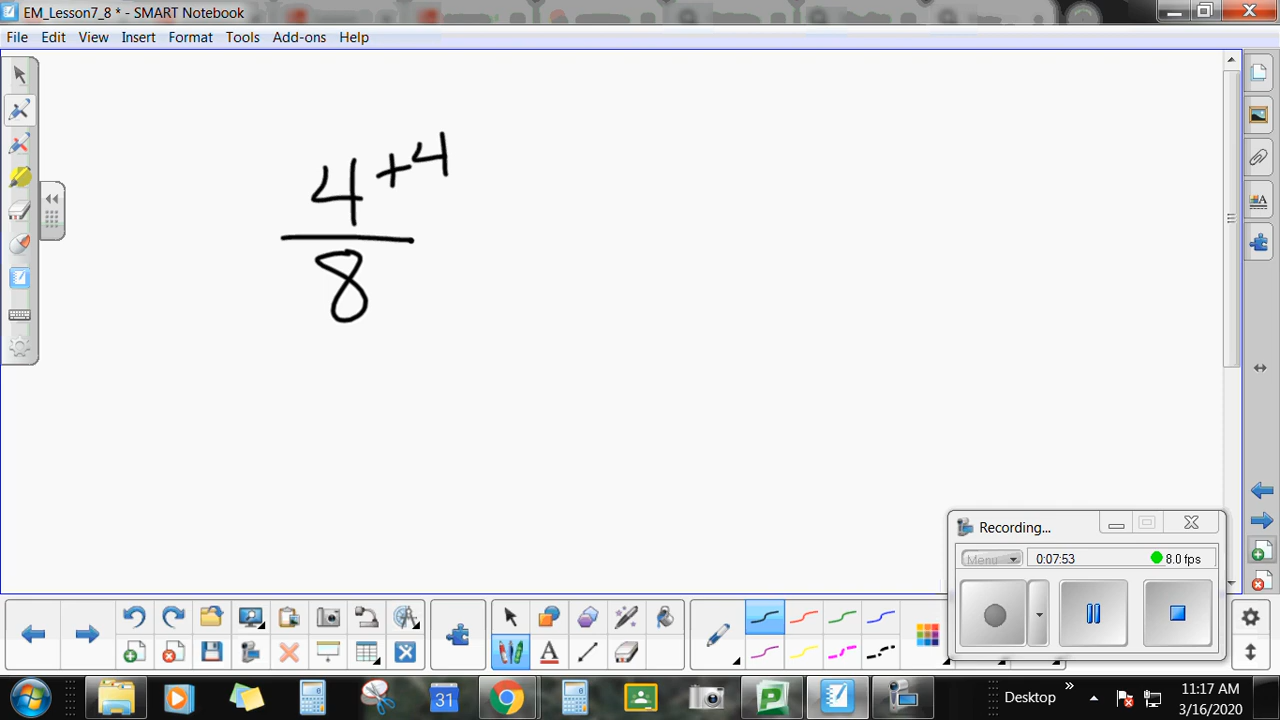 EM_Lesson7_8 * - SMART Notebook
File Edit View Insert Format Tools Add-ons Help
4 + 4
8
Recording...
Menu 0:07:53 8.0 fps
A
31
Desktop » 11:17 AM
3/16/2020